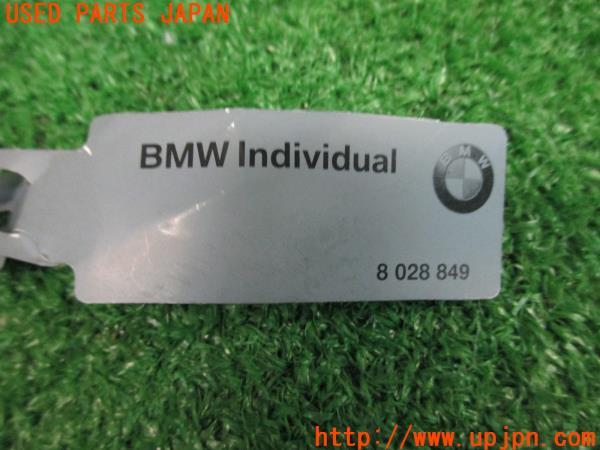 USED PARTS JAPAN
BMW Individual
BMW
8 028 849
http://www.upjpn.com